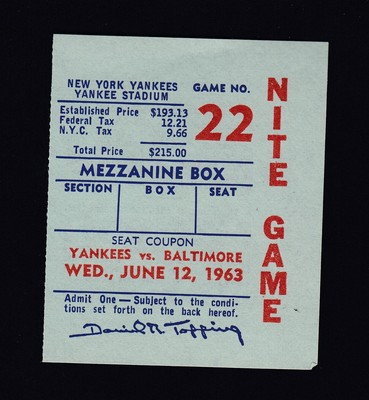 NEW YORK YANKEES
YANKEE STADIUM
GAME NO.
22
Established Price $193.13
Federal Tax 12.21
N.Y.C. Tax 9.66
Total Price $215.00
MEZZANINE BOX
SECTION BOX SEAT
SEAT COUPON
YANKEES vs. BALTIMORE
WED., JUNE 12, 1963
Admit One — Subject to the condi-
tions set forth on the back hereof.
Daniel R. Topping
NITE GAME